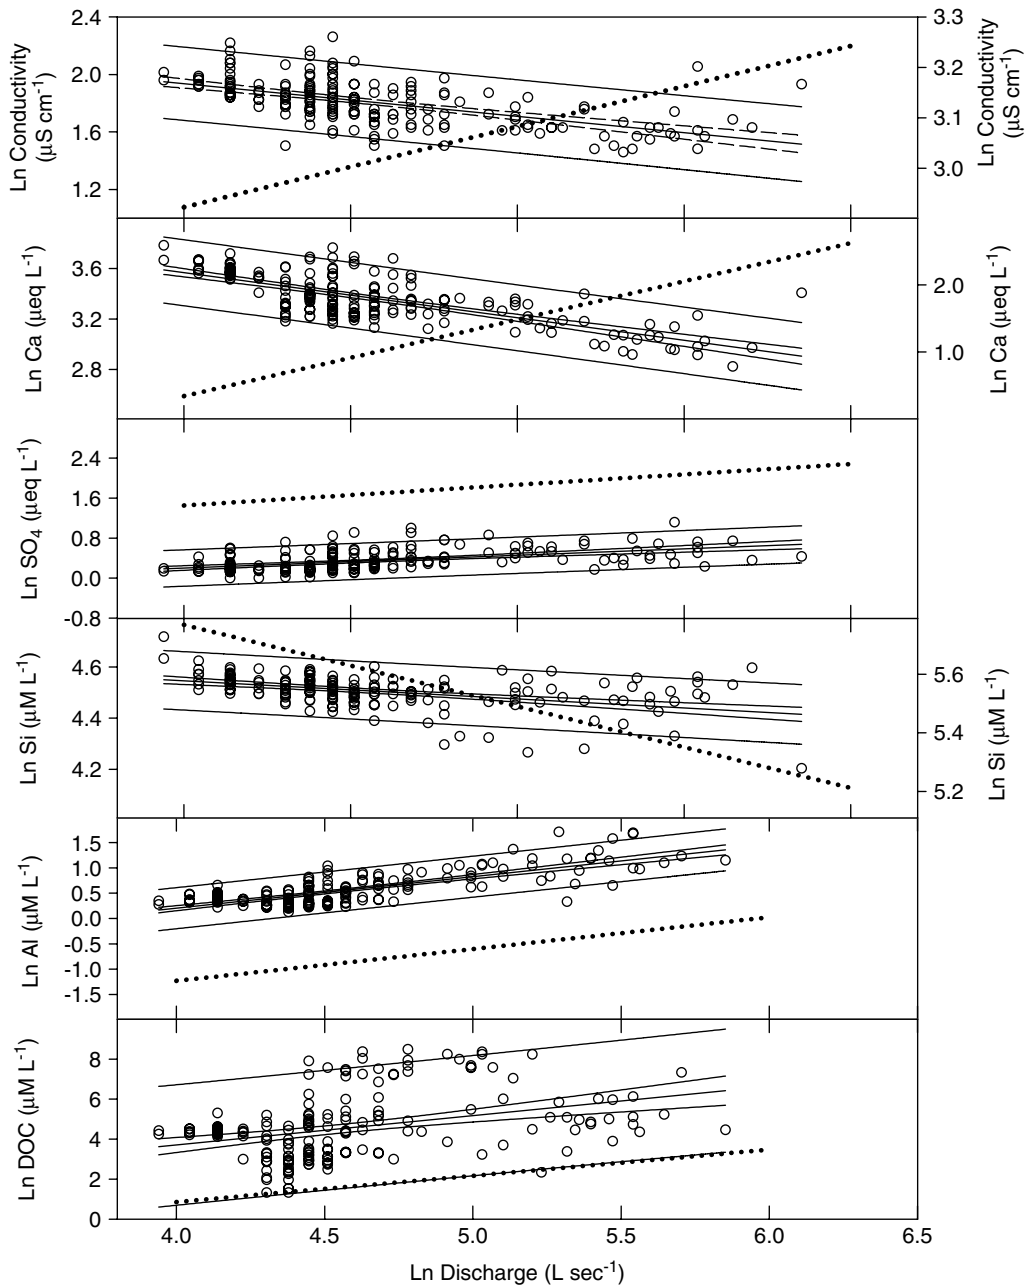 Ln Conductivity
(μS cm⁻¹)
2.4
2.0
1.6
1.2
3.3
3.2
3.1
3.0
Ln Conductivity
(μS cm⁻¹)
Ln Ca (μeq L⁻¹)
3.6
3.2
2.8
2.0
1.0
Ln Ca (μeq L⁻¹)
Ln SO₄ (μeq L⁻¹)
2.4
1.6
0.8
0.0
-0.8
Ln Si (μM L⁻¹)
4.6
4.4
4.2
5.6
5.4
5.2
Ln Si (μM L⁻¹)
Ln Al (μM L⁻¹)
1.5
1.0
0.5
0.0
-0.5
-1.0
-1.5
Ln DOC (μM L⁻¹)
8
6
4
2
0
4.0 4.5 5.0 5.5 6.0 6.5
Ln Discharge (L sec⁻¹)